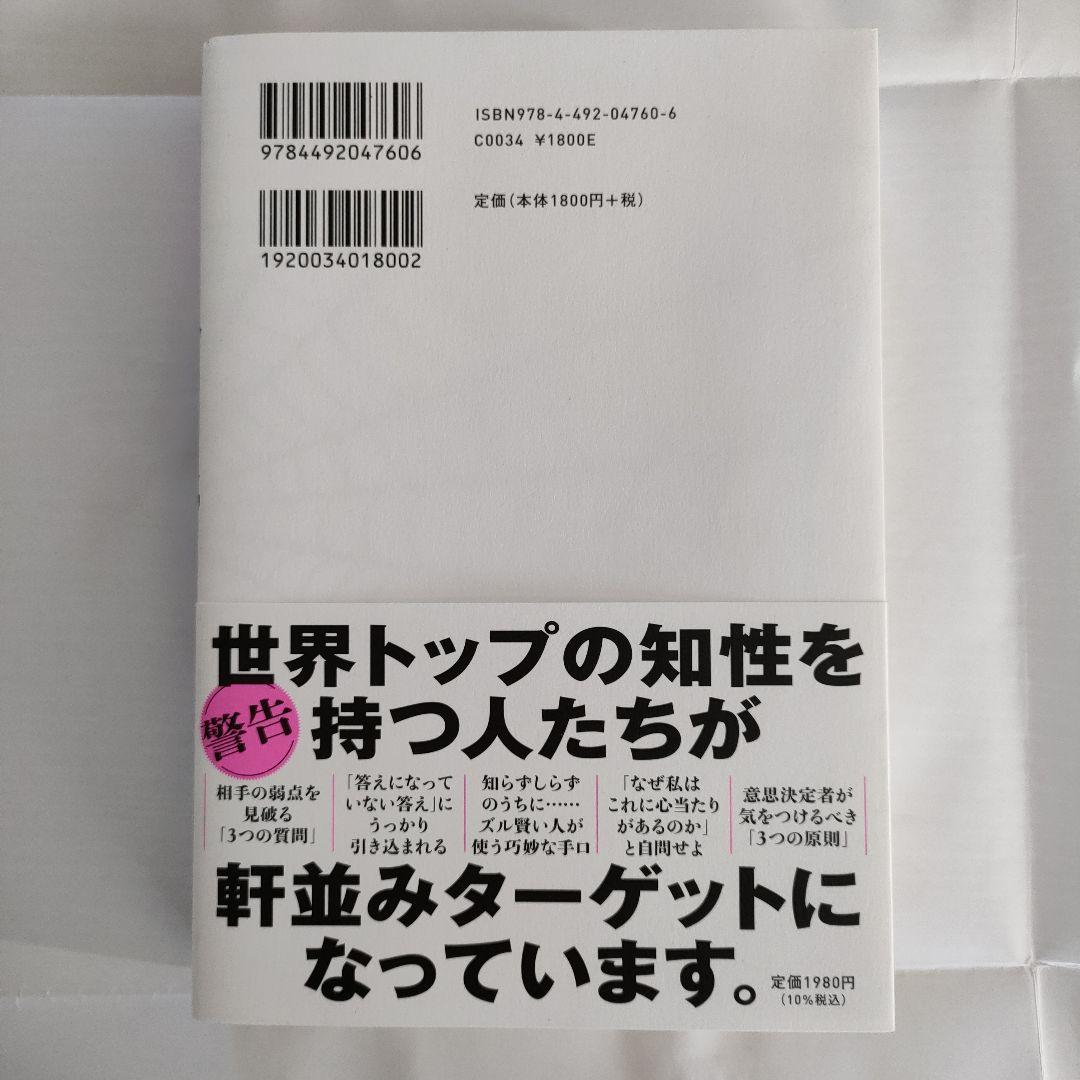 9784492047606
ISBN978-4-492-04760-6
C0034 ¥1800E
1920034018002
定価(本体1800円+税)
世界トップの知性を
警告
持つ人たちが
相手の弱点を
見破る
「3つの質問」
「答えになって
いない答え」に
うっかり
引き込まれる
知らずしらず
のうちに……
ズル賢い人が
使う巧妙な手口
「なぜ私は
これに心当たり
があるのか」
と自問せよ
意思決定者が
気をつけるべき
「3つの原則」
軒並みターゲットに
なっています。
定価1980円
(10%税込)